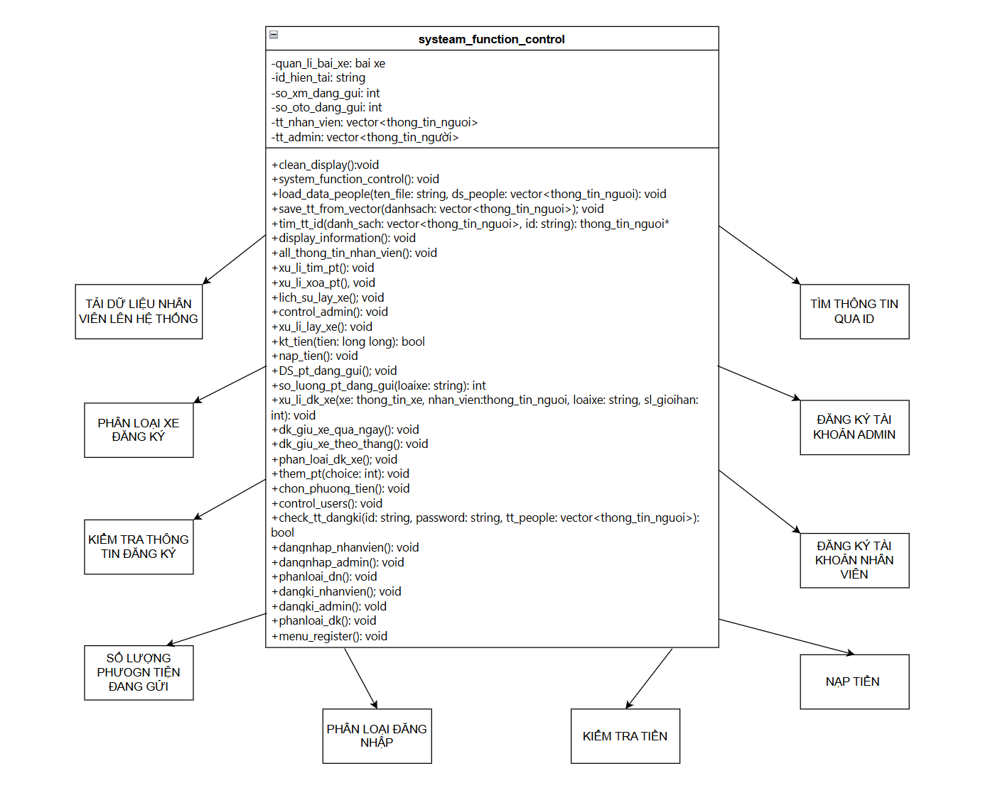 systeam_function_control
-quan_li_bai_xe: bai xe
-id_hien_tai: string
-so_xm_dang_gui: int
-so_oto_dang_gui: int
-tt_nhan_vien: vector<thong_tin_nguoi>
-tt_admin: vector<thong_tin_người>
+clean_display():void
+system_function_control(): void
+load_data_people(ten_file: string, ds_people: vector<thong_tin_nguoi): void
+save_tt_from_vector(danhsach: vector<thong_tin_nguoi>); void
+tim_tt_id(danh_sach: vector<thong_tin_nguoi>, id: string): thong_tin_nguoi*
+display_information(): void
+all_thong_tin_nhan_vien(): void
+xu_li_tim_pt(): void
+xu_li_xoa_pt(), void
+lich_su_lay_xe(); void
+control_admin(): void
+xu_li_lay_xe(): void
+kt_tien(tien: long long): bool
+nap_tien(): void
+DS_pt_dang_gui(); void
+so_luong_pt_dang_gui(loaixe: string): int
+xu_li_dk_xe(xe: thong_tin_xe, nhan_vien:thong_tin_nguoi, loaixe: string, sl_gioihan:
int): void
+dk_giu_xe_qua_ngay(): void
+dk_giu_xe_theo_thang(): void
+phan_loai_dk_xe(); void
+them_pt(choice: int): void
+chon_phuong_tien(): void
+control_users(): void
+check_tt_dangki(id: string, password: string, tt_people: vector<thong_tin_nguoi>):
bool
+dangnhap_nhanvien(): void
+dangnhap_admin(): void
+phanloai_dn(): void
+dangki_nhanvien(); void
+dangki_admin(): vold
+phanloai_dk(): void
+menu_register(): void
TẢI DỮ LIỆU NHÂN
VIÊN LÊN HỆ THỐNG
PHÂN LOẠI XE
ĐĂNG KÝ
KIỂM TRA THÔNG
TIN ĐĂNG KÝ
SỐ LƯỢNG
PHƯOGN TIỆN
ĐANG GỬI
PHÂN LOẠI ĐĂNG
NHẬP
KIỂM TRA TIỀN
TÌM THÔNG TIN
QUA ID
ĐĂNG KÝ TÀI
KHOẢN ADMIN
ĐĂNG KÝ TÀI
KHOẢN NHÂN
VIÊN
NẠP TIỀN